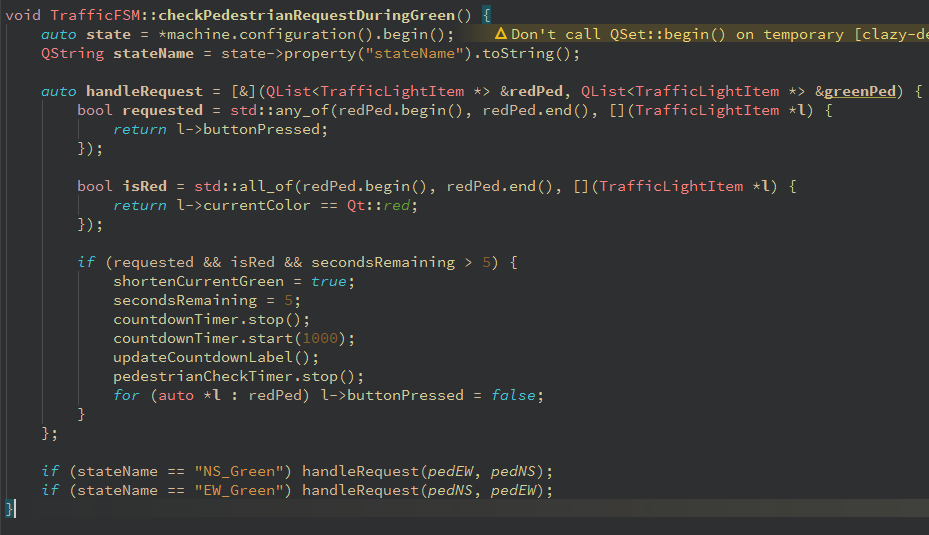 void TrafficFSM::checkPedestrianRequestDuringGreen() {
    auto state = *machine.configuration().begin();    ⚠Don't call QSet::begin() on temporary [clazy-de
    QString stateName = state->property("stateName").toString();

    auto handleRequest = [&](QList<TrafficLightItem *> &redPed, QList<TrafficLightItem *> &greenPed) {
        bool requested = std::any_of(redPed.begin(), redPed.end(), [](TrafficLightItem *l) {
            return l->buttonPressed;
        });

        bool isRed = std::all_of(redPed.begin(), redPed.end(), [](TrafficLightItem *l) {
            return l->currentColor == Qt::red;
        });

        if (requested && isRed && secondsRemaining > 5) {
            shortenCurrentGreen = true;
            secondsRemaining = 5;
            countdownTimer.stop();
            countdownTimer.start(1000);
            updateCountdownLabel();
            pedestrianCheckTimer.stop();
            for (auto *l : redPed) l->buttonPressed = false;
        }
    };

    if (stateName == "NS_Green") handleRequest(pedEW, pedNS);
    if (stateName == "EW_Green") handleRequest(pedNS, pedEW);
}